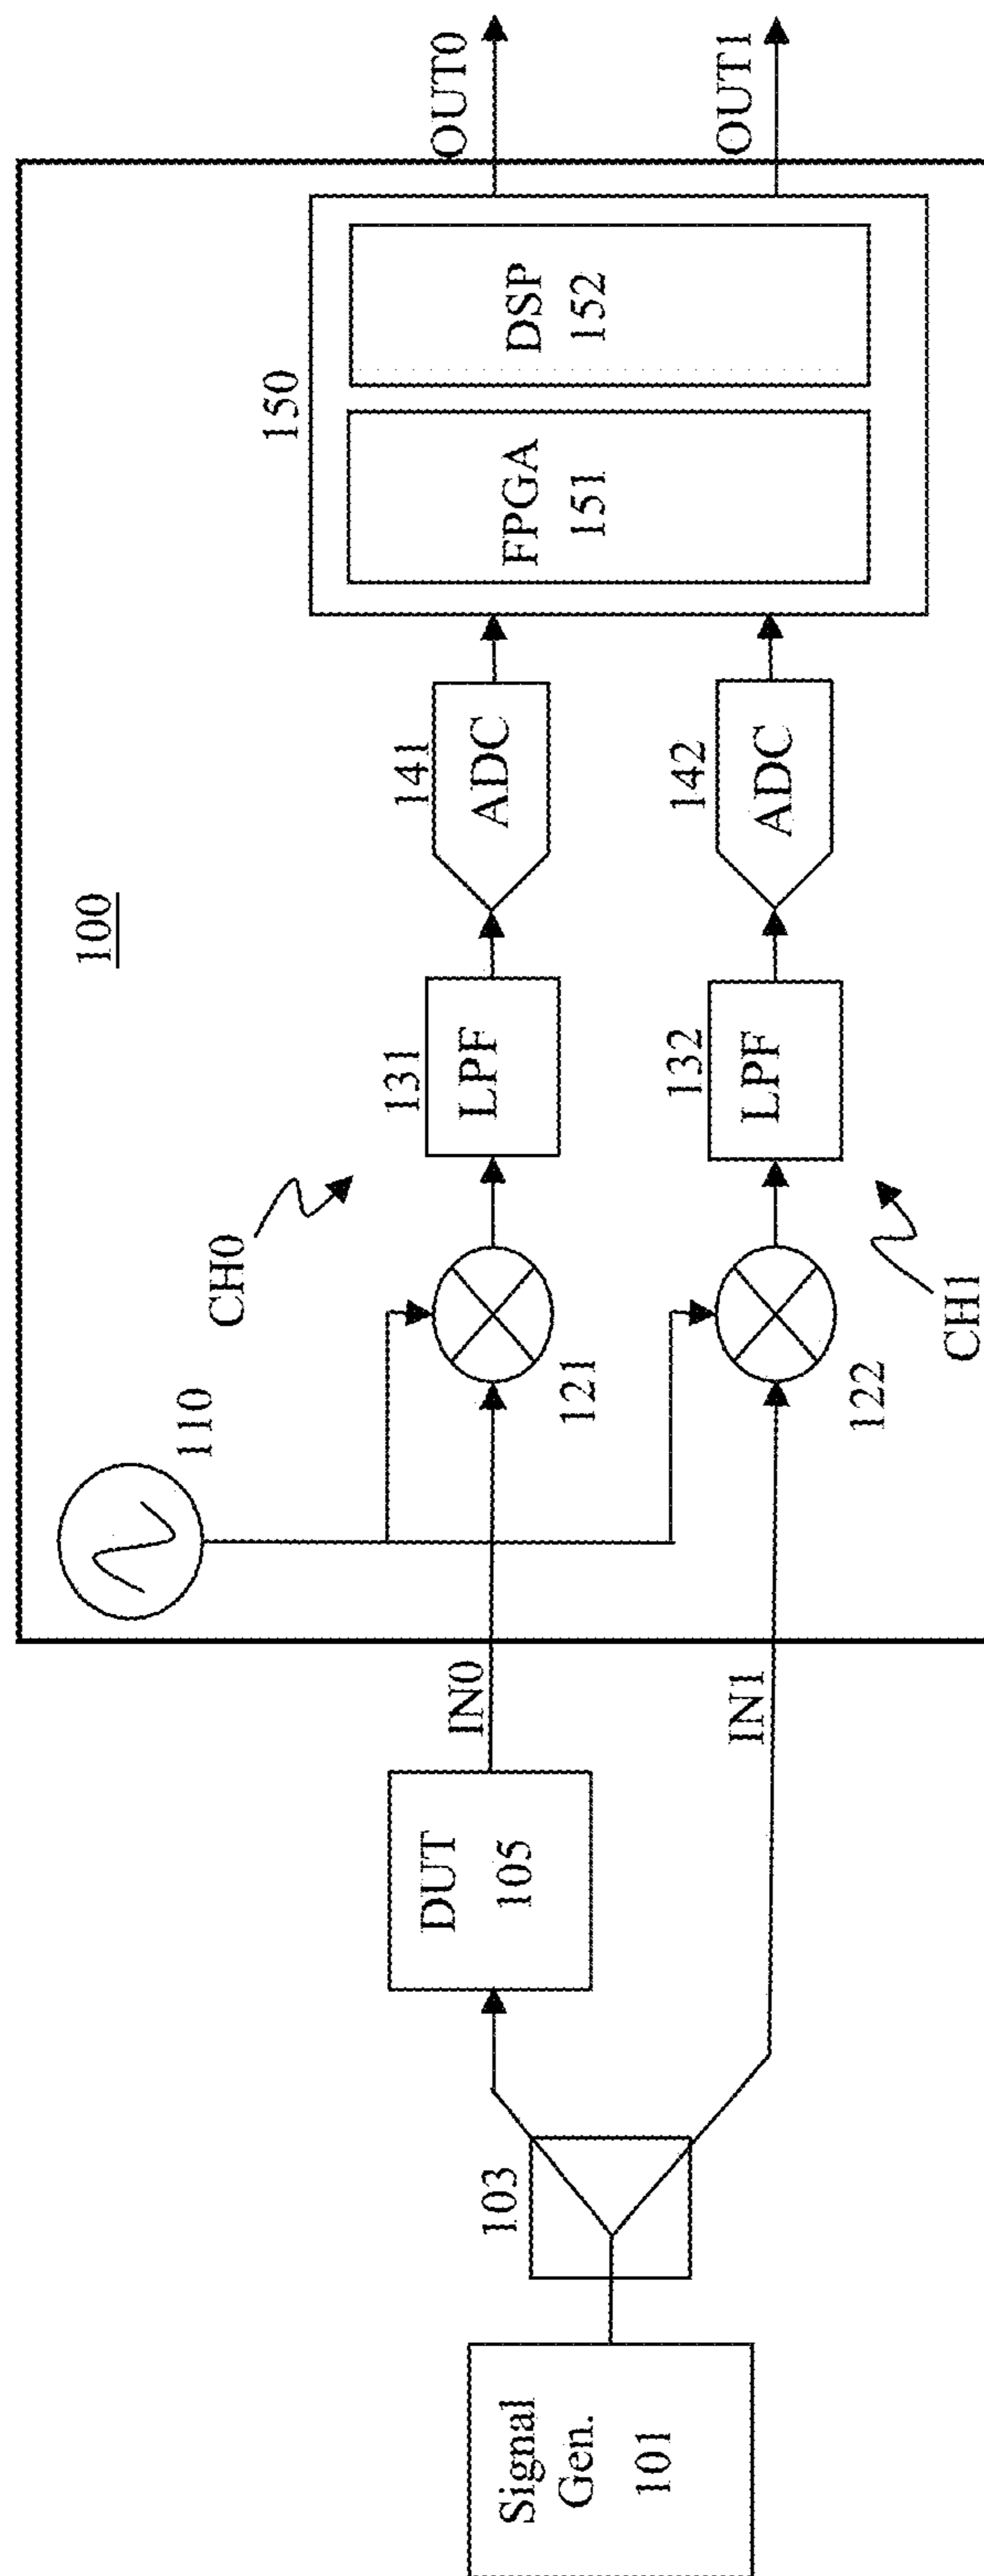 100
110
CH0
131
141
150
OUT0
Signal
Gen.
101
103
DUT
105
IN0
121
LPF
ADC
FPGA
151
DSP
152
132
142
OUT1
IN1
122
LPF
ADC
CH1